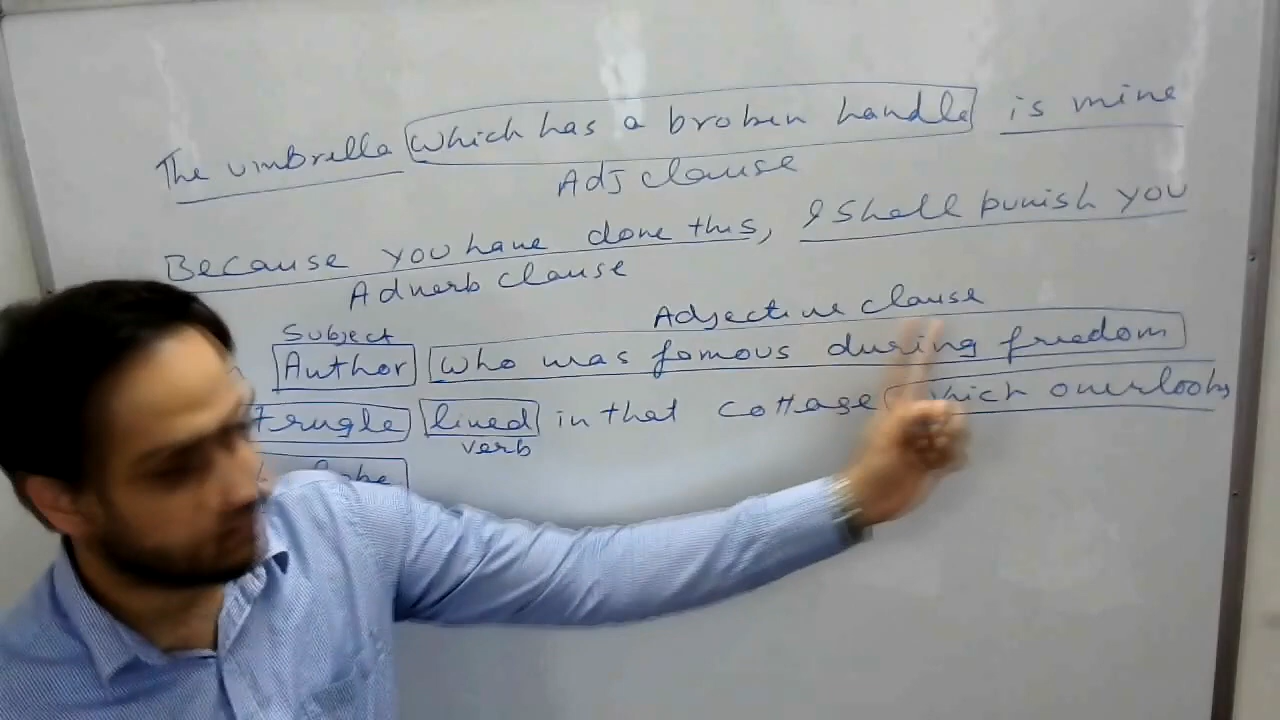 The umbrella which has a broken handle is mine
Adj clause
Because you have done this, I shall punish you
Adverb clause
Adjective clause
Subject
Author who was famous during freedom
trugle lived in that cottage which overlooks
verb